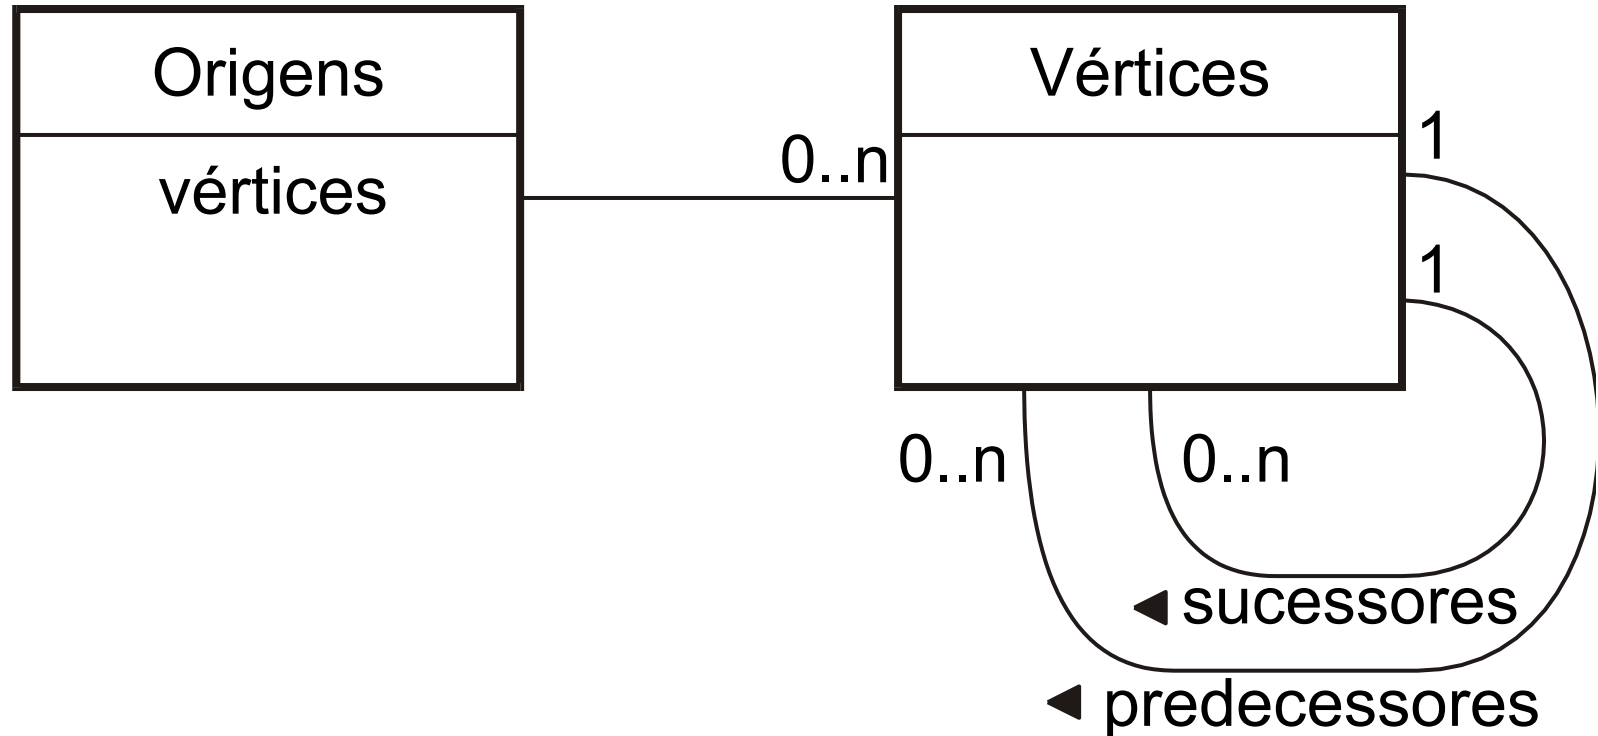 Origens
vértices
0..n
Vértices
1
1
0..n
0..n
sucessores
predecessores